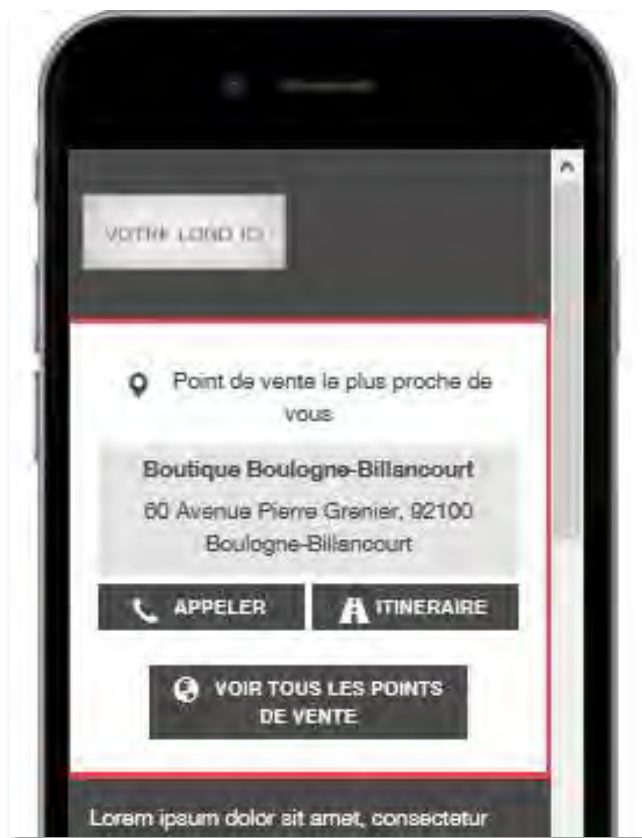 VOTRE LOGO ICI
Point de vente le plus proche de
vous
Boutique Boulogne-Billancourt
60 Avenue Pierre Grenier, 92100
Boulogne-Billancourt
APPELER
ITINERAIRE
VOIR TOUS LES POINTS
DE VENTE
Lorem ipsum dolor sit amet, consectetur